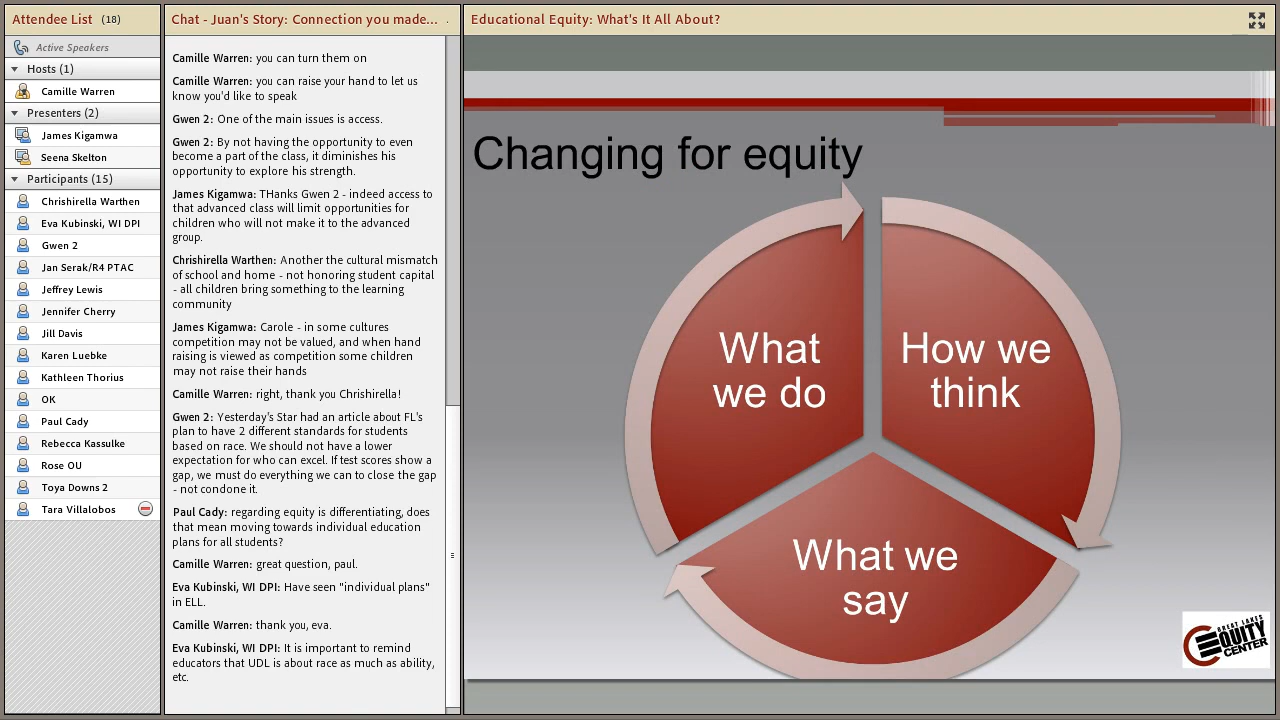 Attendee List (18)
Active Speakers
Hosts (1)
Camille Warren
Presenters (2)
James Kigamwa
Seena Skelton
Participants (15)
Chrishirella Warthen
Eva Kubinski, WI DPI
Gwen 2
Jan Serak/R4 PTAC
Jeffrey Lewis
Jennifer Cherry
Jill Davis
Karen Luebke
Kathleen Thorius
OK
Paul Cady
Rebecca Kassulke
Rose OU
Toya Downs 2
Tara Villalobos
Chat - Juan's Story: Connection you made...
Camille Warren: you can turn them on
Camille Warren: you can raise your hand to let us
know you'd like to speak
Gwen 2: One of the main issues is access.
Gwen 2: By not having the opportunity to even
become a part of the class, it diminishes his
opportunity to explore his strength.
James Kigamwa: THanks Gwen 2 - indeed access to
that advanced class will limit opportunities for
children who will not make it to the advanced
group.
Chrishirella Warthen: Another the cultural mismatch
of school and home - not honoring student capital
- all children bring something to the learning
community
James Kigamwa: Carole - in some cultures
competition may not be valued, and when hand
raising is viewed as competition some children
may not raise their hands
Camille Warren: right, thank you Chrishirella!
Gwen 2: Yesterday's Star had an article about FL's
plan to have 2 different standards for students
based on race. We should not have a lower
expectation for who can excel. If test scores show a
gap, we must do everything we can to close the gap
- not condone it.
Paul Cady: regarding equity is differentiating, does
that mean moving towards individual education
plans for all students?
Camille Warren: great question, paul.
Eva Kubinski, WI DPI: Have seen "individual plans"
in ELL.
Camille Warren: thank you, eva.
Eva Kubinski, WI DPI: It is important to remind
educators that UDL is about race as much as ability,
etc.
Educational Equity: What's It All About?
Changing for equity
What
we do
How we
think
What we
say
GREAT LAKES
EQUITY
CENTER